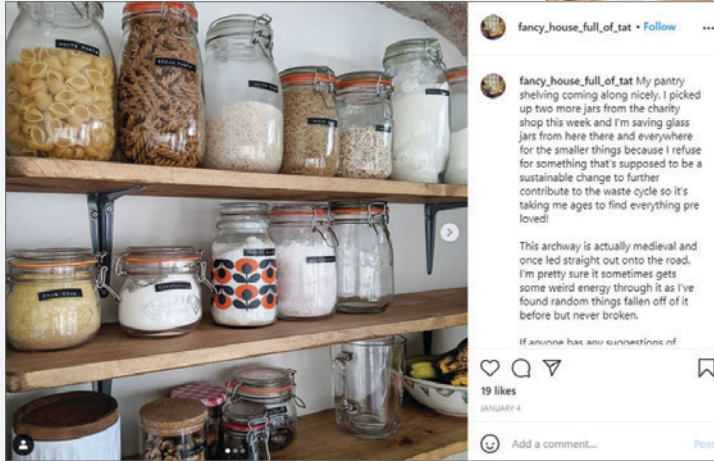 WHITE PASTA
BROWN PASTA
fancy_house_full_of_tat • Follow
fancy_house_full_of_tat My pantry
shelving coming along nicely. I picked
up two more jars from the charity
shop this week and I'm saving glass
jars from here there and everywhere
for the smaller things because I refuse
for something that's supposed to be a
sustainable change to further
contribute to the waste cycle so it's
taking me ages to find everything pre
loved!
This archway is actually medieval and
once led straight out onto the road.
I'm pretty sure it sometimes gets
some weird energy through it as I've
found random things fallen off of it
before but never broken.
If anyone has any suggestions of
19 likes
JANUARY 4
Add a comment...
Post